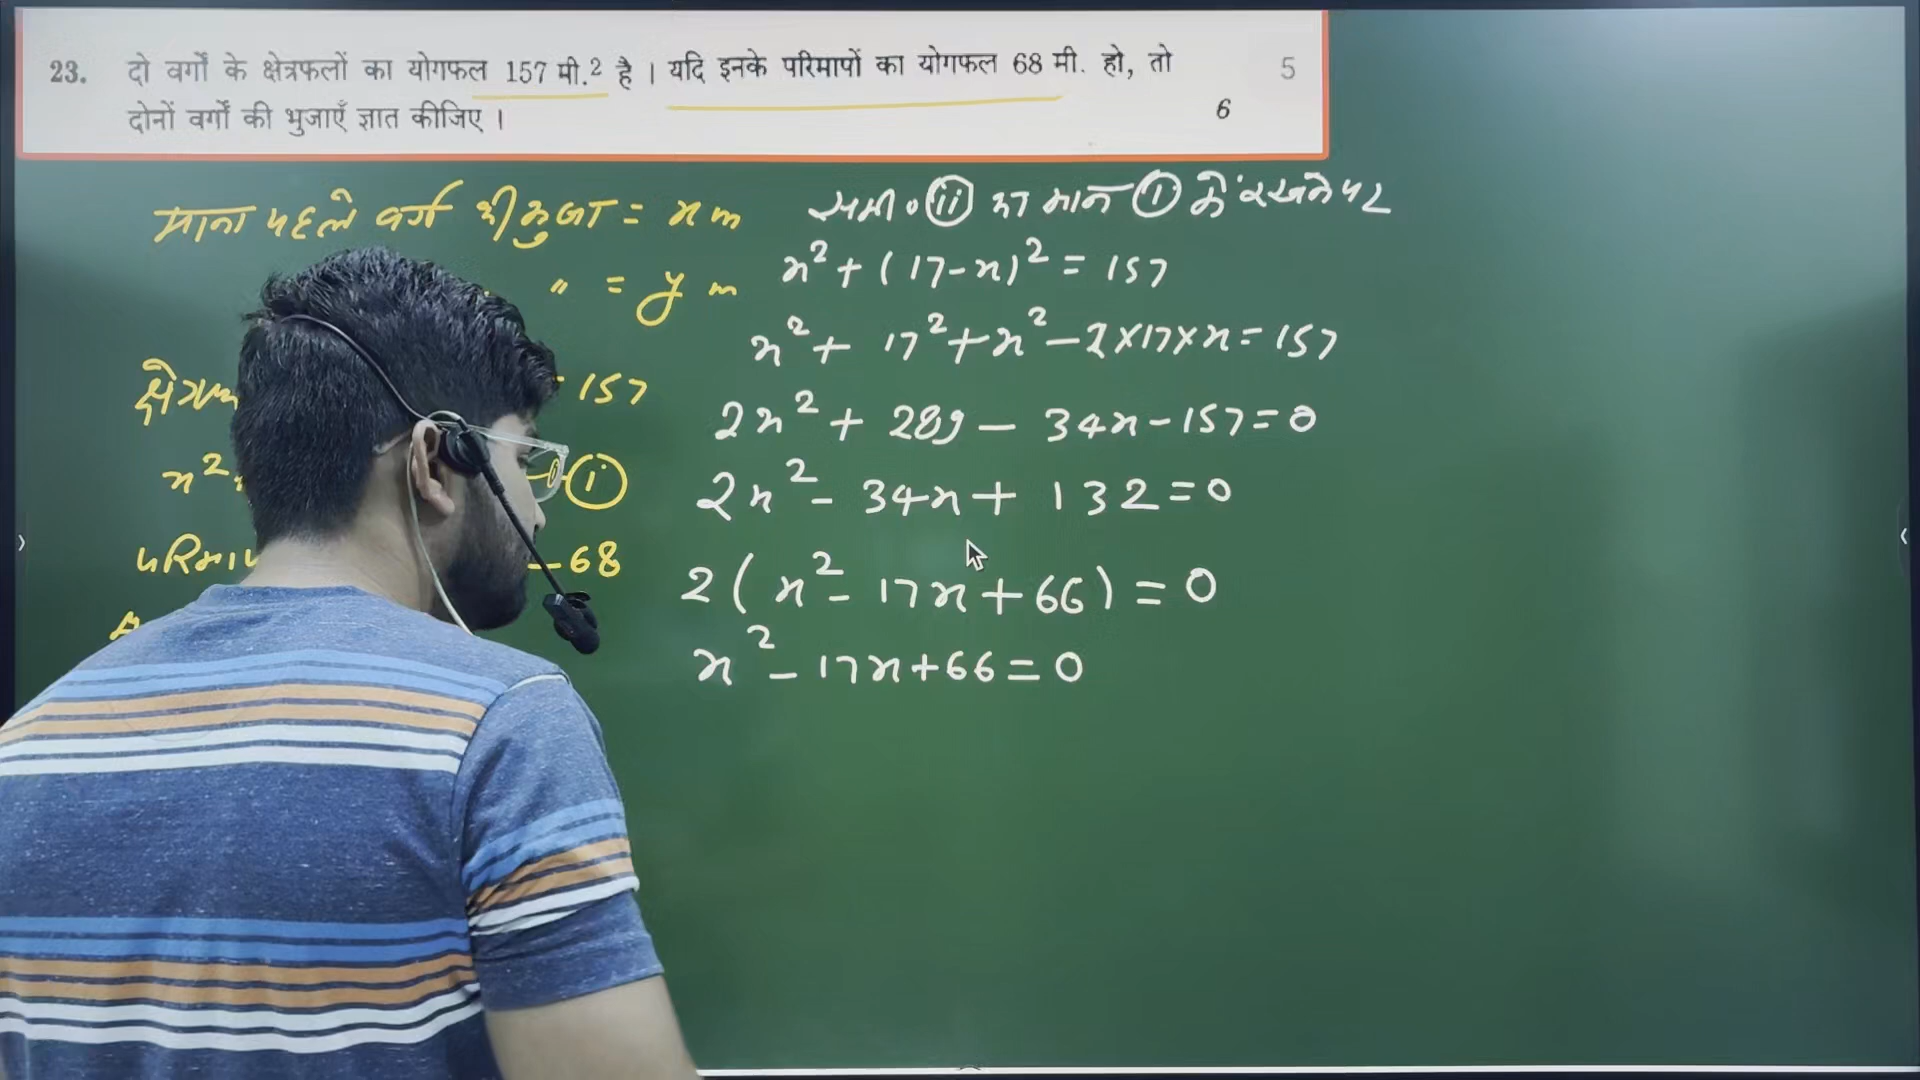 23. दो वर्गों के क्षेत्रफलों का योगफल 157 मी.² है । यदि इनके परिमापों का योगफल 68 मी. हो, तो 5
दोनों वर्गों की भुजाएँ ज्ञात कीजिए । 6
माना पहले वर्ग की भुजा = x m
" = y m
157
x²
i
68
समी० (ii) का मान (i) में रखने पर
x² + (17-x)² = 157
x² + 17² + x² - 2×17×x = 157
2x² + 289 - 34x - 157 = 0
2x² - 34x + 132 = 0
2(x² - 17x + 66) = 0
x² - 17x + 66 = 0